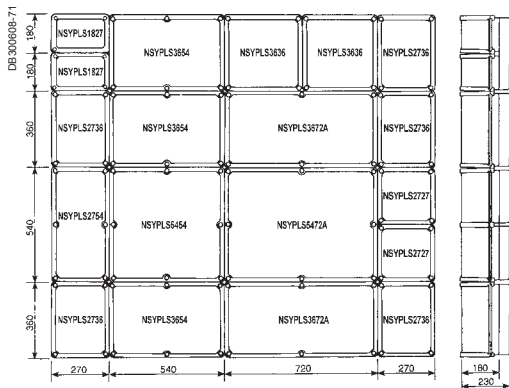 DB300608-71
180
180
360
540
360
NSYPLS1827
NSYPLS1827
NSYPLS3654
NSYPLS3636
NSYPLS3636
NSYPLS2736
NSYPLS2736
NSYPLS3654
NSYPLS3672A
NSYPLS2736
NSYPLS2754
NSYPLS5454
NSYPLS5472A
NSYPLS2727
NSYPLS2727
NSYPLS2736
NSYPLS3654
NSYPLS3672A
NSYPLS2736
270
540
720
270
180
230